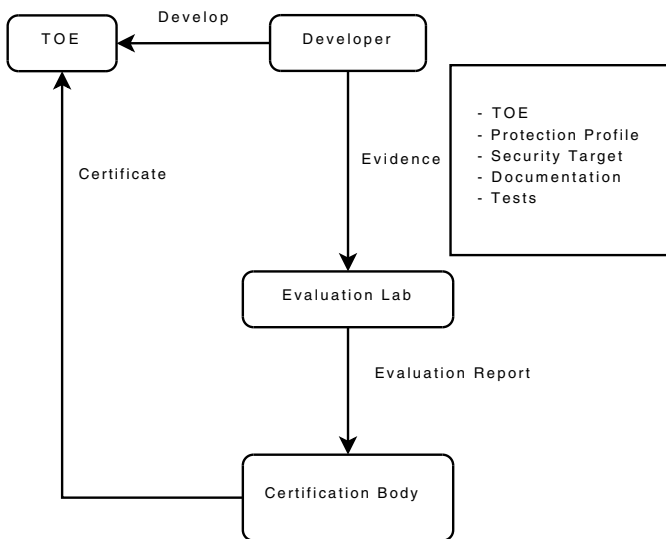 Develop
TOE
Developer
- TOE
- Protection Profile
- Security Target
- Documentation
- Tests
Evidence
Certificate
Evaluation Lab
Evaluation Report
Certification Body